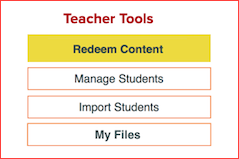 Teacher Tools
Redeem Content
Manage Students
Import Students
My Files